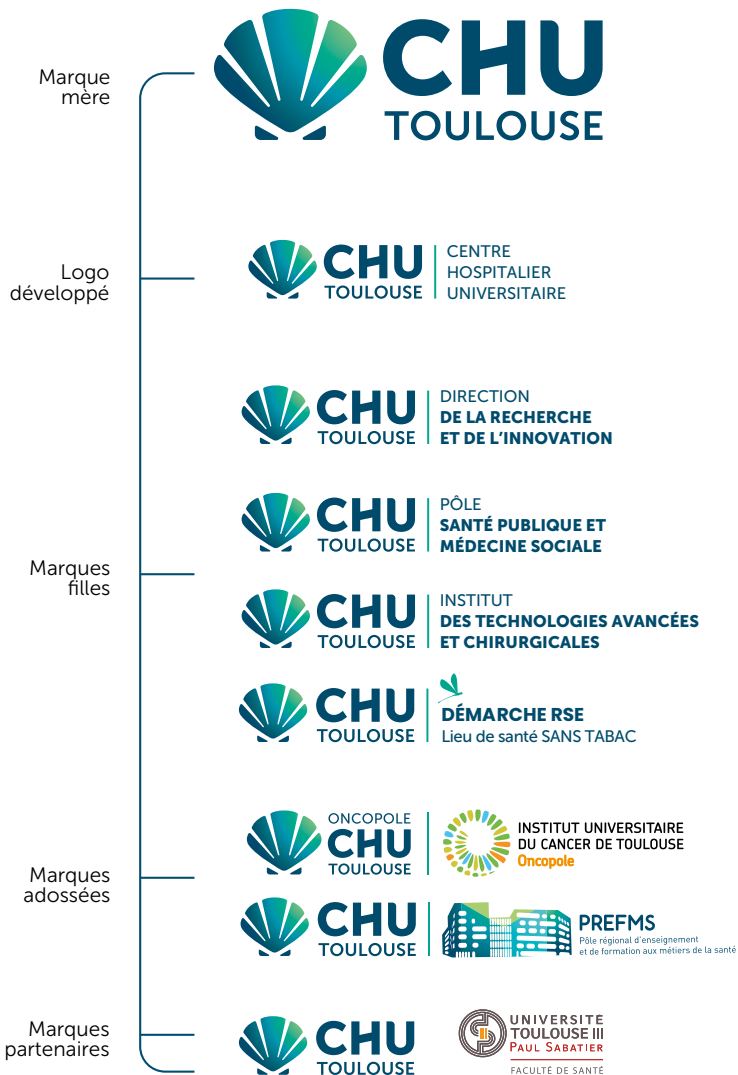 Marque
mère
CHU
TOULOUSE
Logo
développé
CHU
TOULOUSE
CENTRE
HOSPITALIER
UNIVERSITAIRE
Marques
filles
CHU
TOULOUSE
DIRECTION
DE LA RECHERCHE
ET DE L'INNOVATION
CHU
TOULOUSE
PÔLE
SANTÉ PUBLIQUE ET
MÉDECINE SOCIALE
CHU
TOULOUSE
INSTITUT
DES TECHNOLOGIES AVANCÉES
ET CHIRURGICALES
CHU
TOULOUSE
DÉMARCHE RSE
Lieu de santé SANS TABAC
Marques
adossées
ONCOPOLE
CHU
TOULOUSE
INSTITUT UNIVERSITAIRE
DU CANCER DE TOULOUSE
Oncopole
CHU
TOULOUSE
PREFMS
Pôle régional d'enseignement
et de formation aux métiers de la santé
Marques
partenaires
CHU
TOULOUSE
UNIVERSITÉ
TOULOUSE III
PAUL SABATIER
FACULTÉ DE SANTÉ